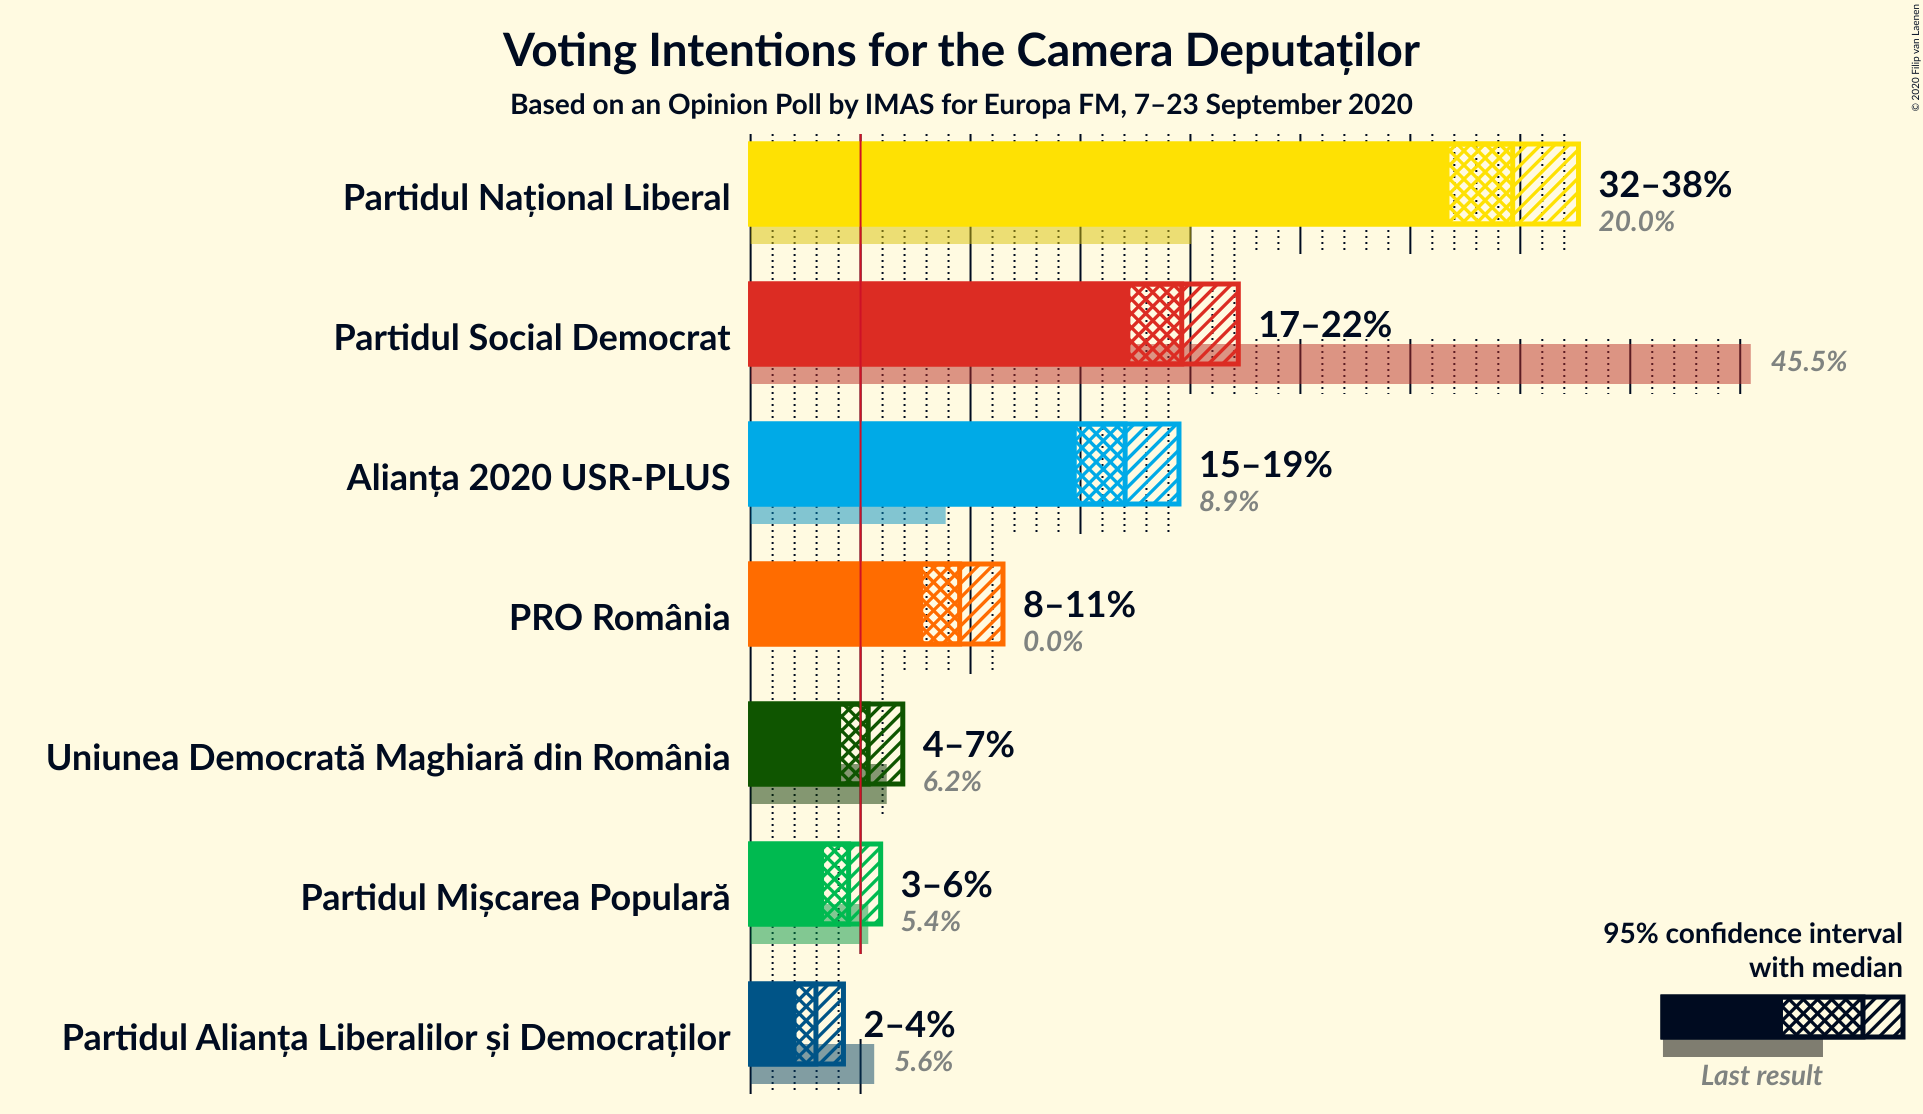 Voting Intentions for the Camera Deputaților
Based on an Opinion Poll by IMAS for Europa FM, 7–23 September 2020
© 2020 Filip van Laenen
Partidul Național Liberal
32–38%
20.0%
Partidul Social Democrat
17–22%
45.5%
Alianța 2020 USR-PLUS
15–19%
8.9%
PRO România
8–11%
0.0%
Uniunea Democrată Maghiară din România
4–7%
6.2%
Partidul Mișcarea Populară
3–6%
5.4%
Partidul Alianța Liberalilor și Democraților
2–4%
5.6%
95% confidence interval
with median
Last result